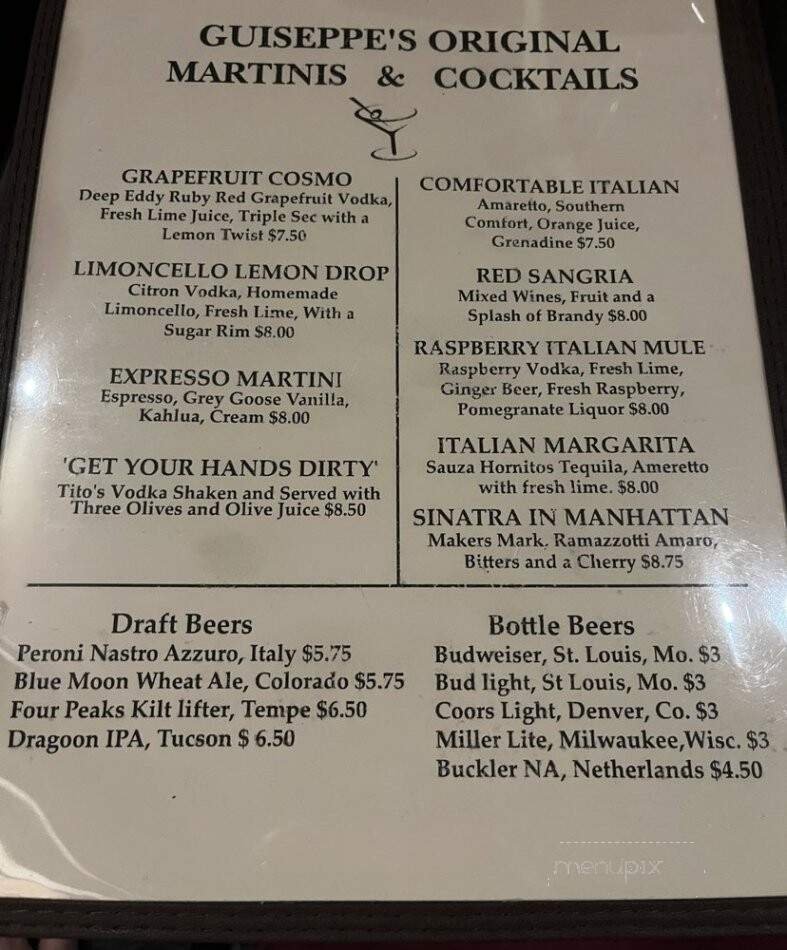 GUISEPPE'S ORIGINAL
MARTINIS & COCKTAILS
GRAPEFRUIT COSMO
Deep Eddy Ruby Red Grapefruit Vodka,
Fresh Lime Juice, Triple Sec with a
Lemon Twist $7.50
LIMONCELLO LEMON DROP
Citron Vodka, Homemade
Limoncello, Fresh Lime, With a
Sugar Rim $8.00
EXPRESSO MARTINI
Espresso, Grey Goose Vanilla,
Kahlua, Cream $8.00
'GET YOUR HANDS DIRTY'
Tito's Vodka Shaken and Served with
Three Olives and Olive Juice $8.50
COMFORTABLE ITALIAN
Amaretto, Southern
Comfort, Orange Juice,
Grenadine $7.50
RED SANGRIA
Mixed Wines, Fruit and a
Splash of Brandy $8.00
RASPBERRY ITALIAN MULE
Raspberry Vodka, Fresh Lime,
Ginger Beer, Fresh Raspberry,
Pomegranate Liquor $8.00
ITALIAN MARGARITA
Sauza Hornitos Tequila, Ameretto
with fresh lime. $8.00
SINATRA IN MANHATTAN
Makers Mark. Ramazzotti Amaro,
Bitters and a Cherry $8.75
Draft Beers
Peroni Nastro Azzuro, Italy $5.75
Blue Moon Wheat Ale, Colorado $5.75
Four Peaks Kilt lifter, Tempe $6.50
Dragoon IPA, Tucson $ 6.50
Bottle Beers
Budweiser, St. Louis, Mo. $3
Bud light, St Louis, Mo. $3
Coors Light, Denver, Co. $3
Miller Lite, Milwaukee,Wisc. $3
Buckler NA, Netherlands $4.50
menupix